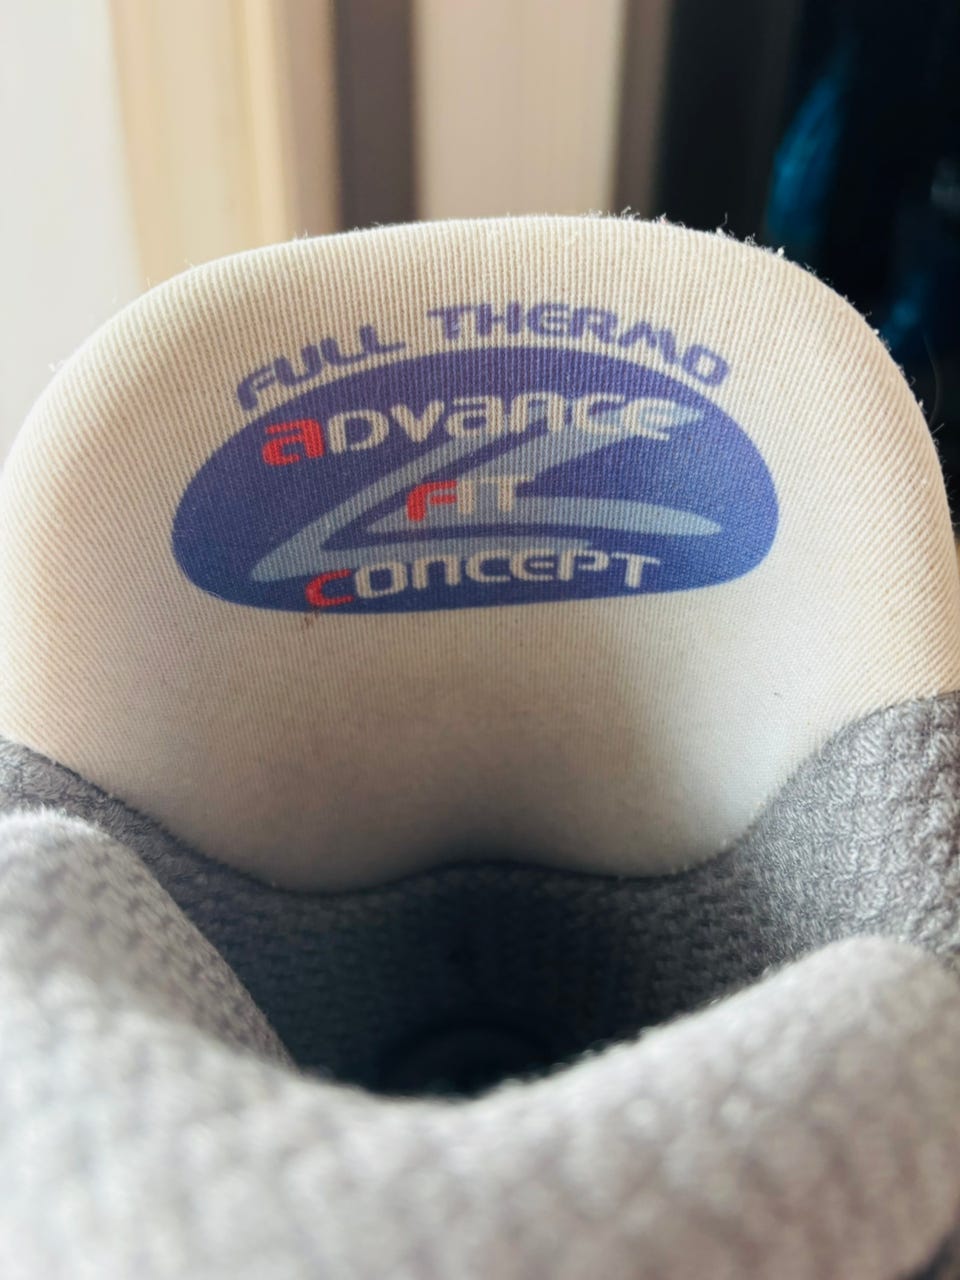 FULL THERMO
aDvance
FIT
concept